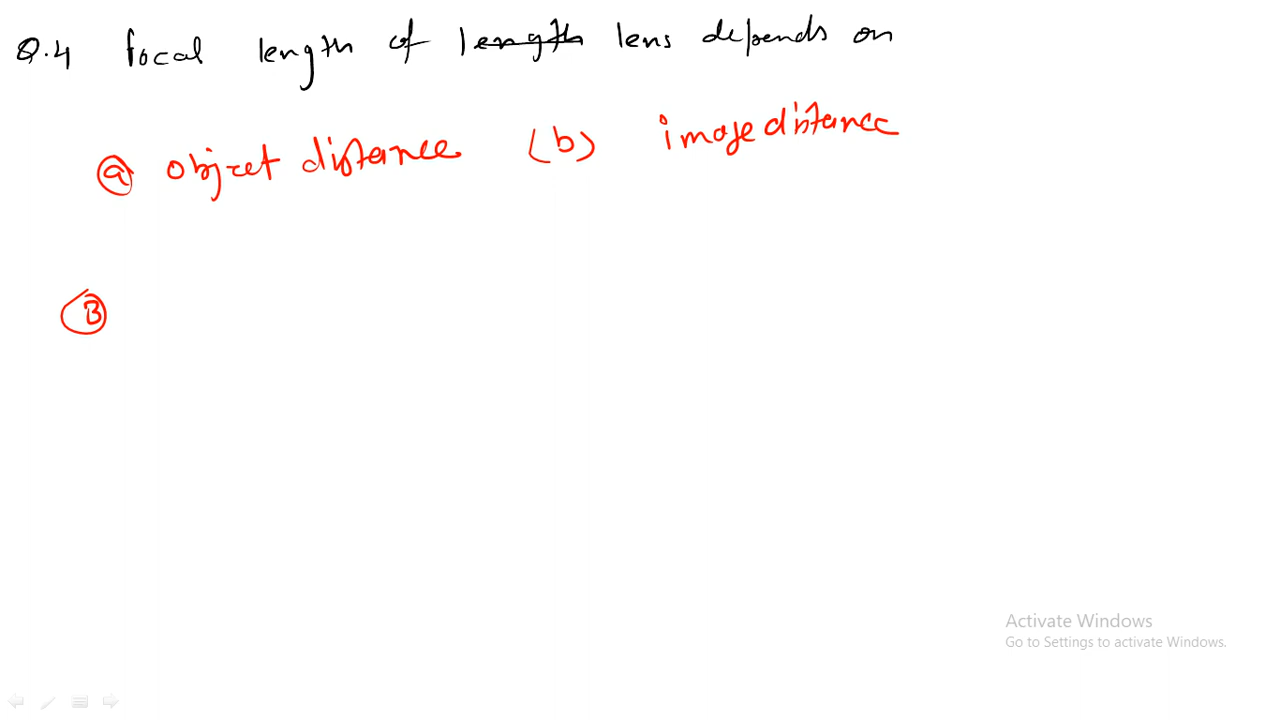 Q.4 focal length of length lens depends on
(a) object distance (b) image distance
B
Activate Windows
Go to Settings to activate Windows.